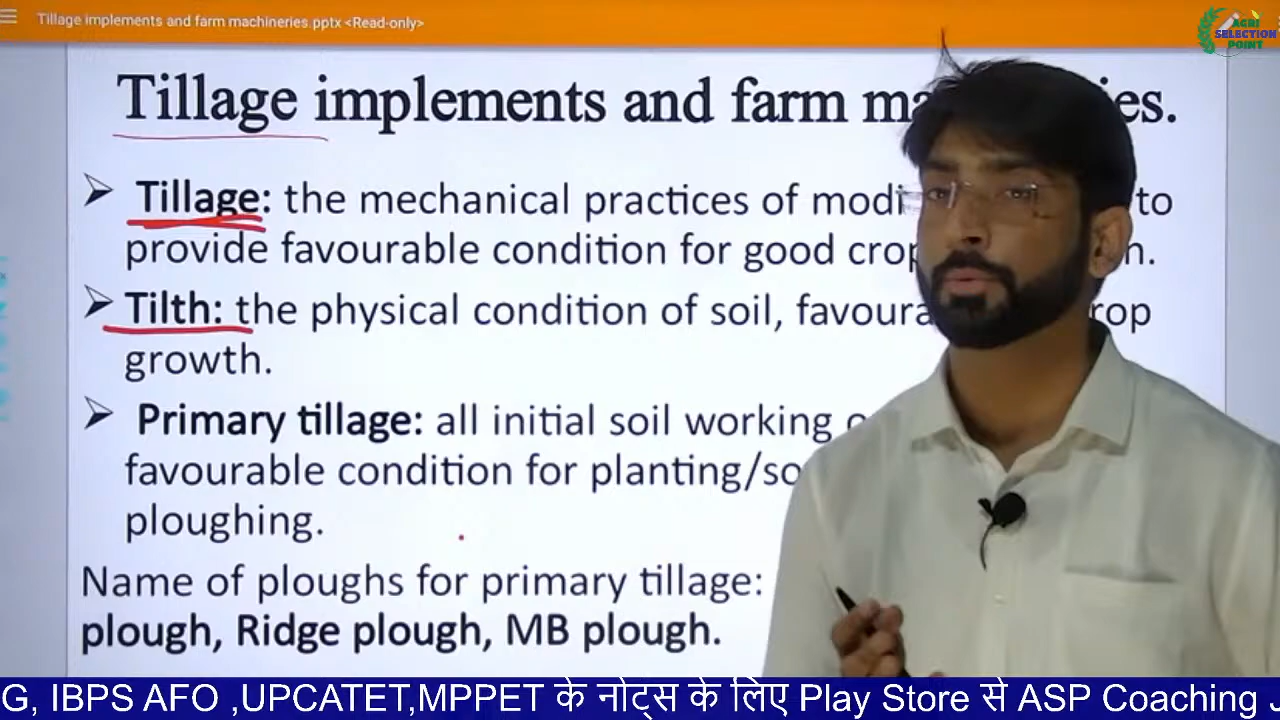 Tillage implements and farm machineries.pptx <Read-only>
AGRI
SELECTION
POINT
Tillage implements and farm ma ies.
Tillage: the mechanical practices of modi to
provide favourable condition for good crop n.
Tilth: the physical condition of soil, favoura rop
growth.
Primary tillage: all initial soil working o
favourable condition for planting/so
ploughing.
Name of ploughs for primary tillage:
plough, Ridge plough, MB plough.
G, IBPS AFO ,UPCATET,MPPET के नोट्स के लिए Play Store से ASP Coaching J